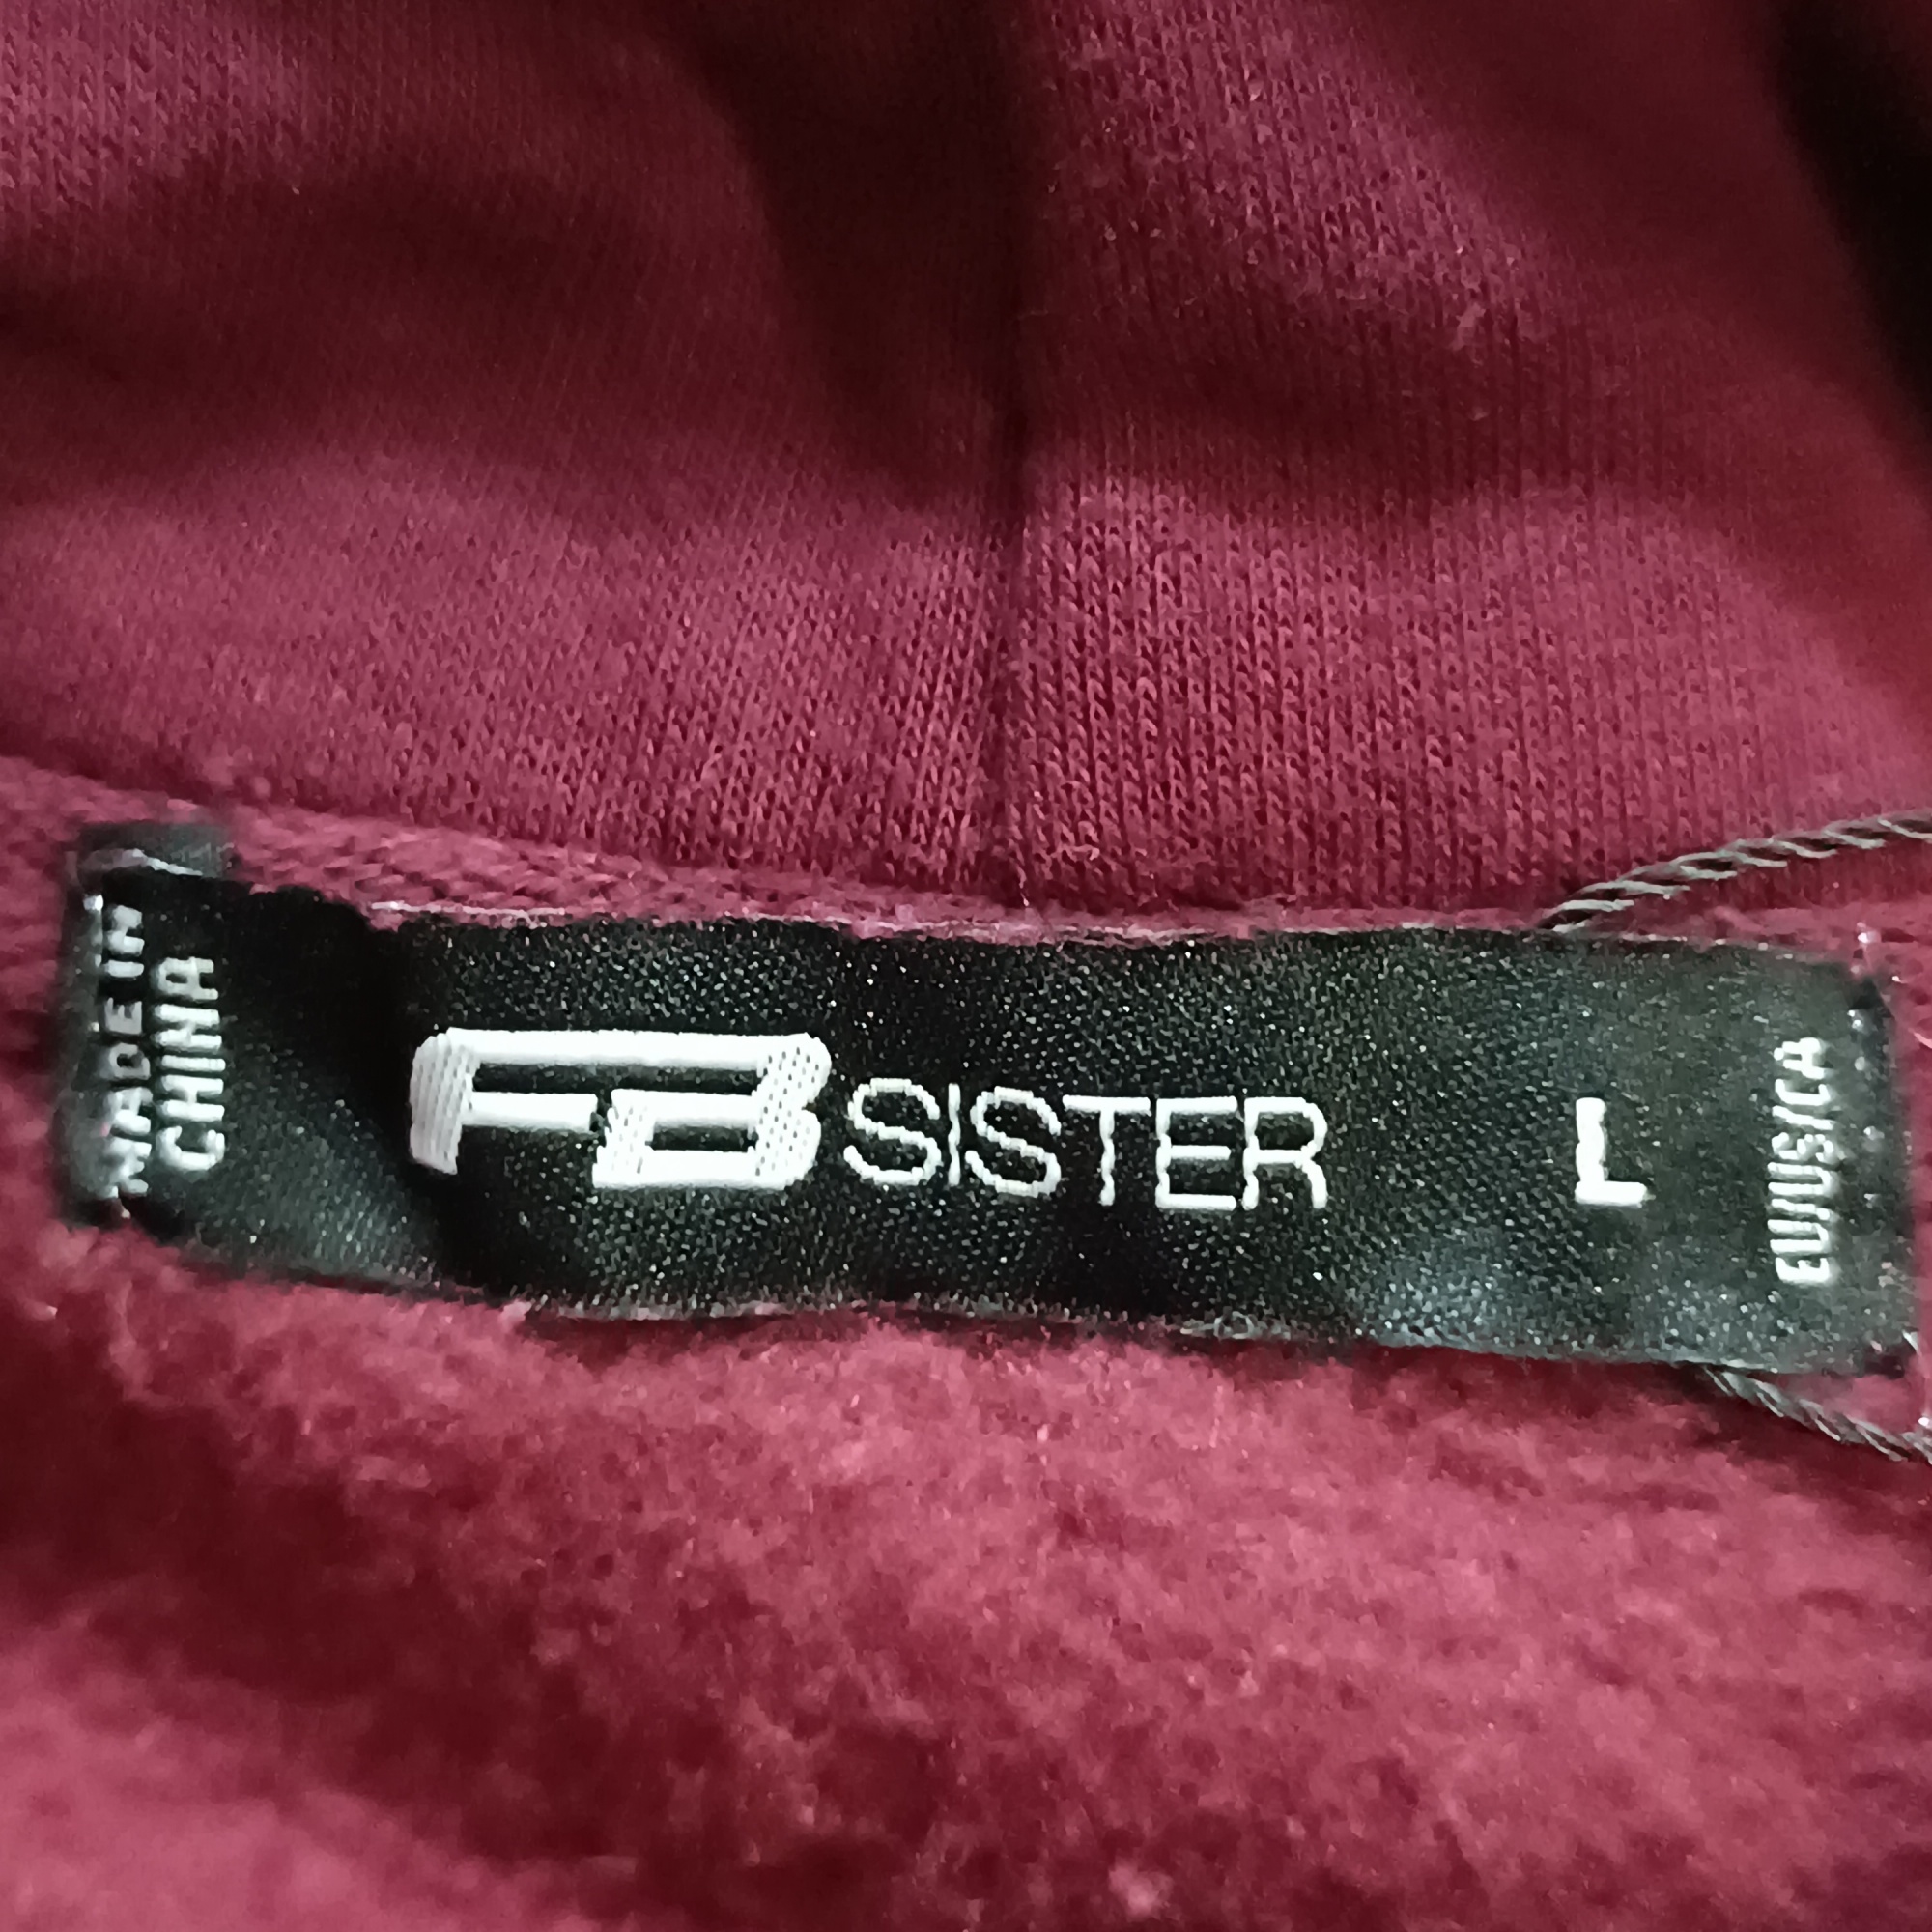 MADE IN
CHINA
FB SISTER
L
EU/US/CA